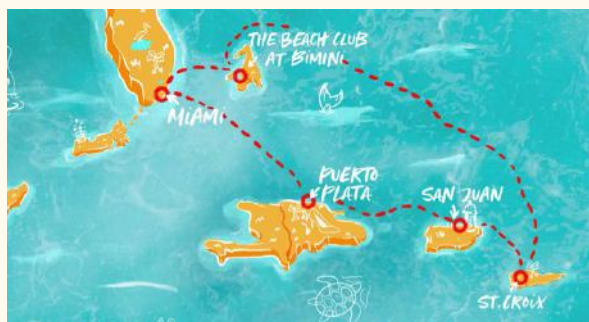 THE BEACH CLUB
AT BIMINI
MIAMI
PUERTO
PLATA
SAN JUAN
ST. CROIX